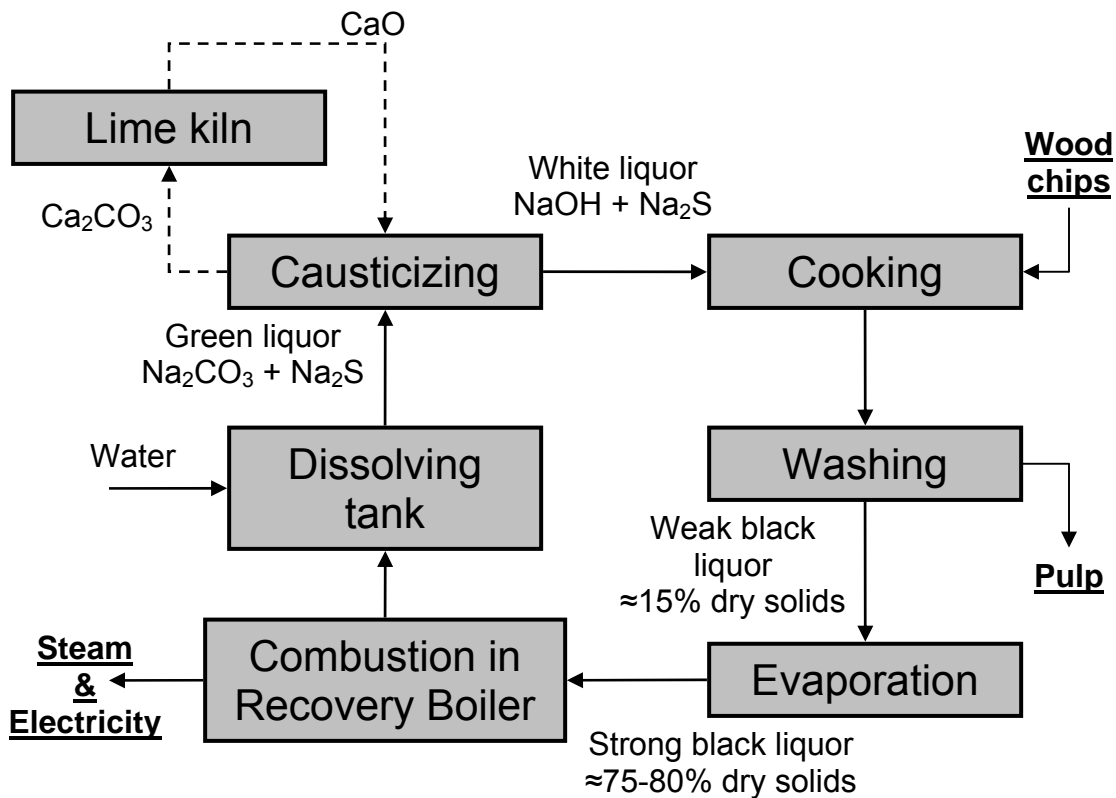 CaO
Lime kiln
Ca₂CO₃
White liquor
NaOH + Na₂S
Wood
chips
Causticizing
Cooking
Green liquor
Na₂CO₃ + Na₂S
Water
Dissolving
tank
Washing
Weak black
liquor
≈15% dry solids
Pulp
Steam
&
Electricity
Combustion in
Recovery Boiler
Evaporation
Strong black liquor
≈75-80% dry solids